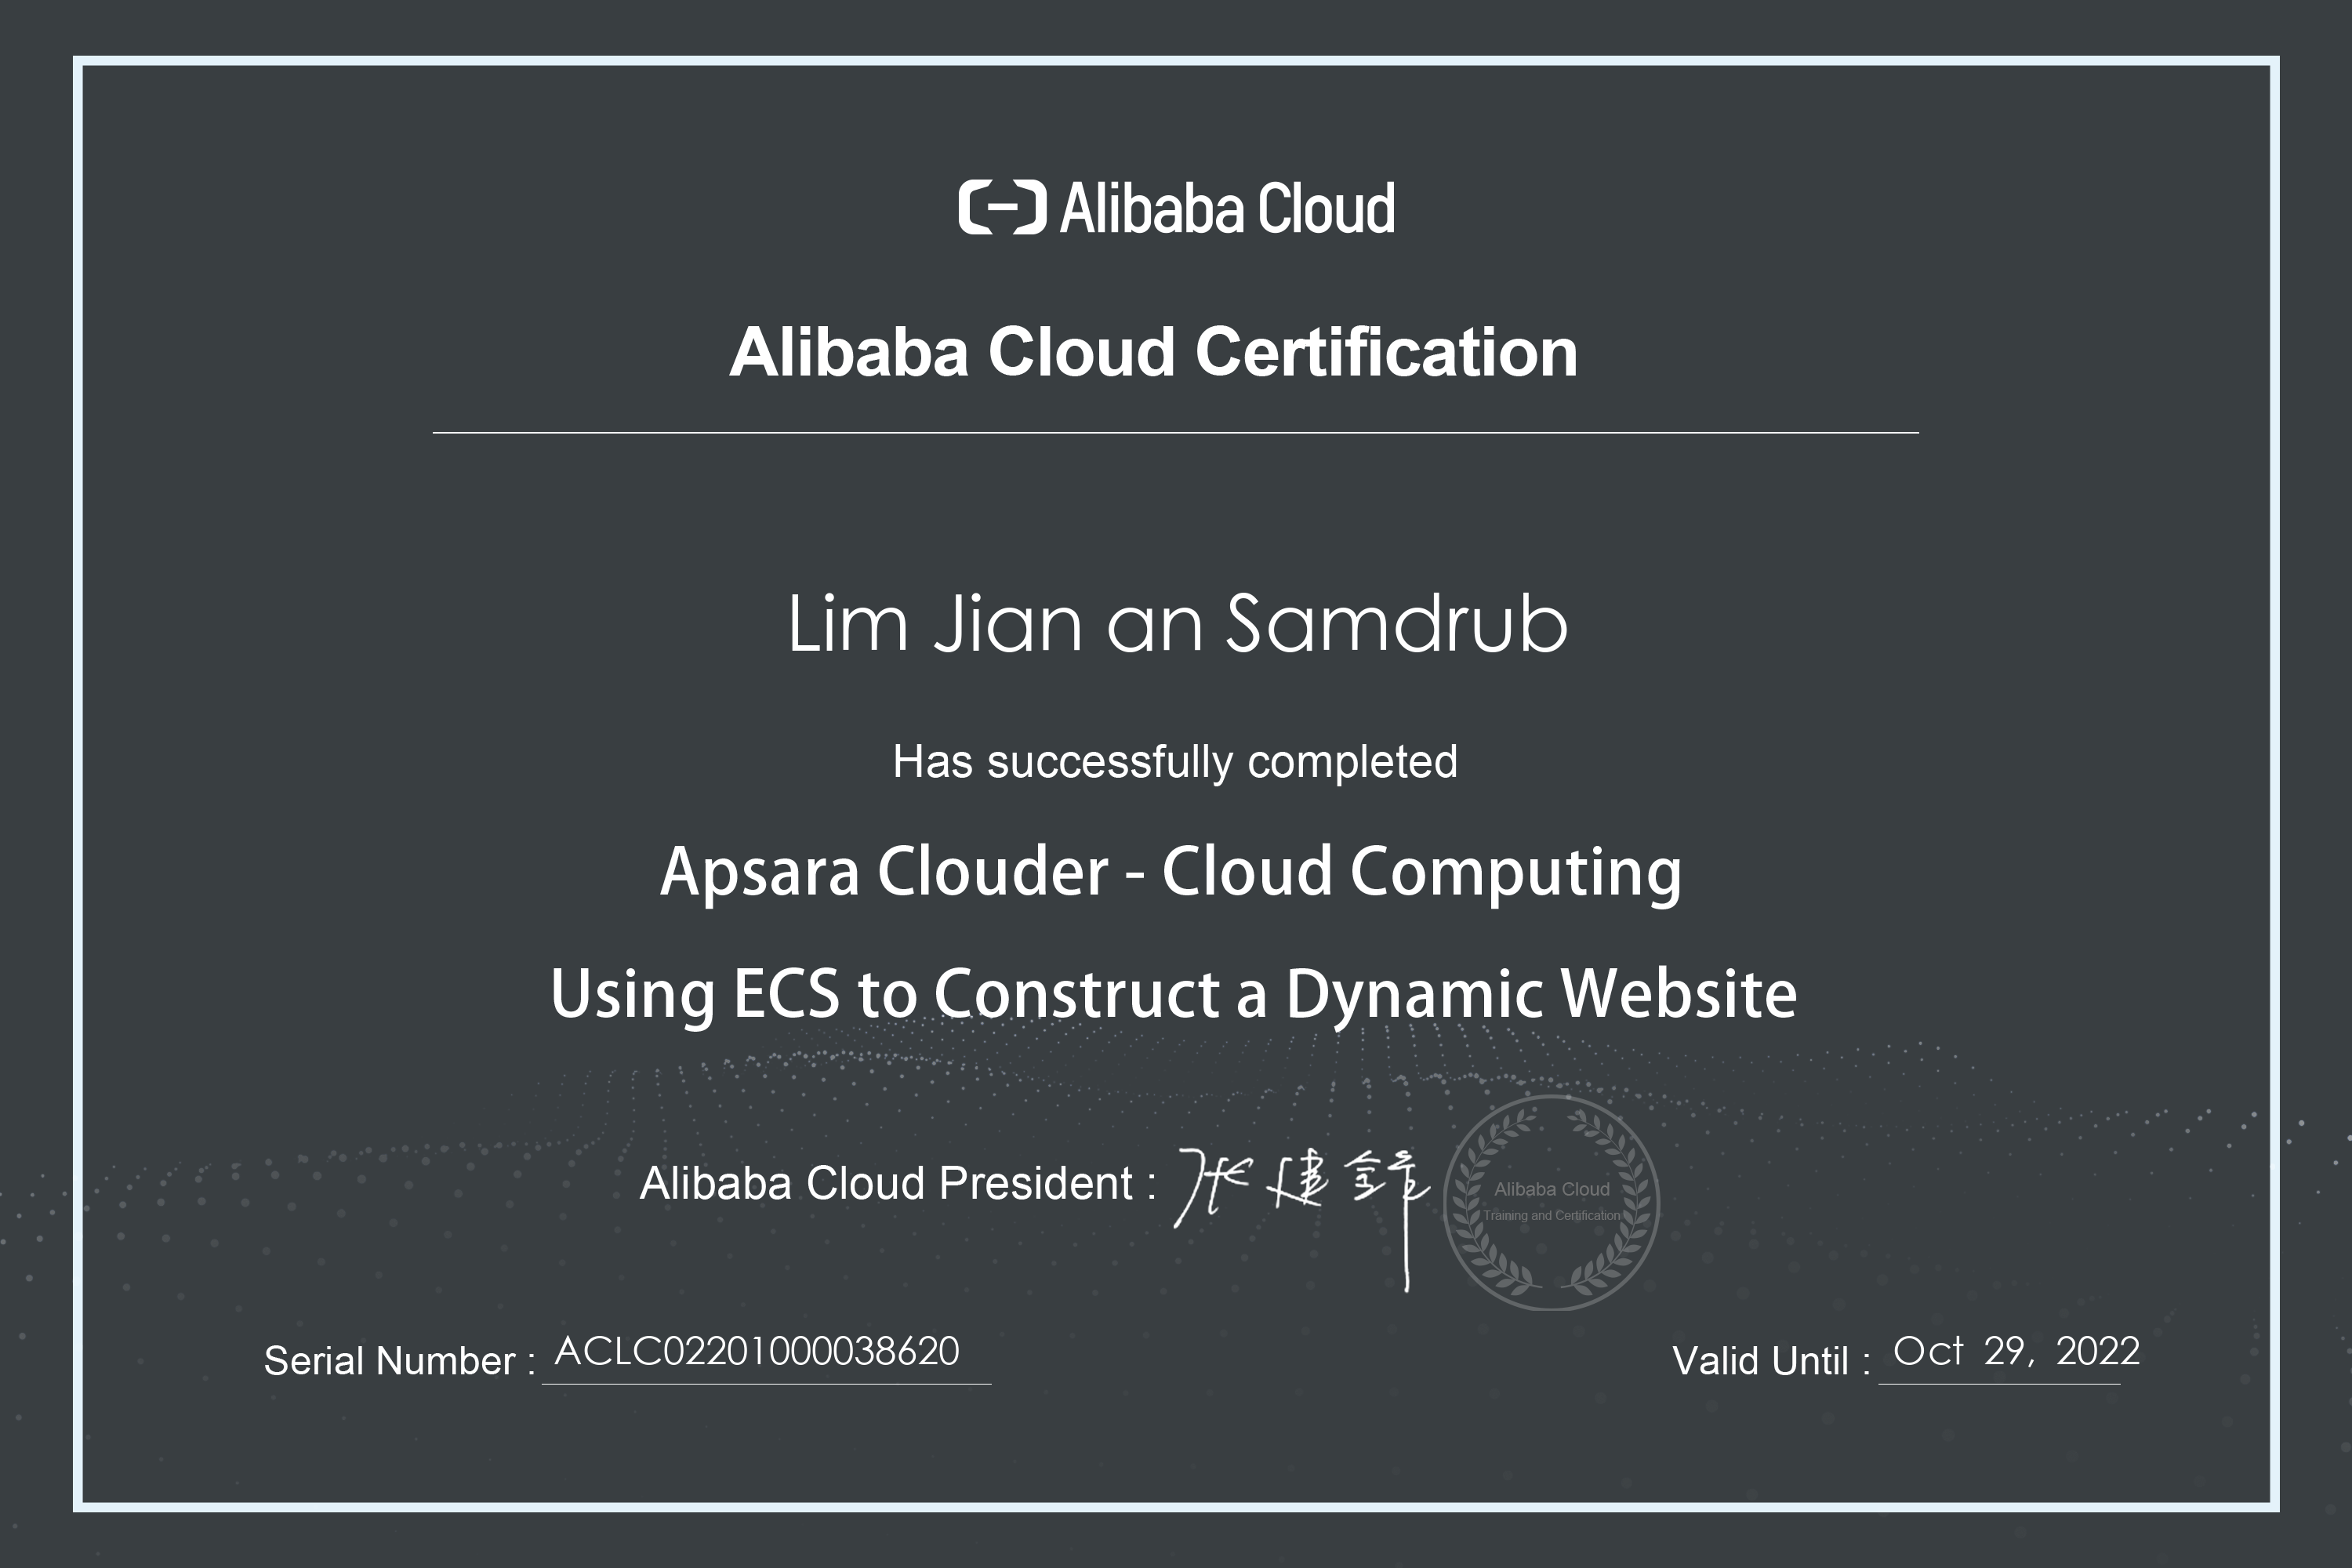 Alibaba Cloud
Alibaba Cloud Certification
Lim Jian an Samdrub
Has successfully completed
Apsara Clouder - Cloud Computing
Using ECS to Construct a Dynamic Website
Alibaba Cloud President : 张建锋
Alibaba Cloud
Training and Certification
Serial Number : ACLC02201000038620
Valid Until : Oct 29, 2022